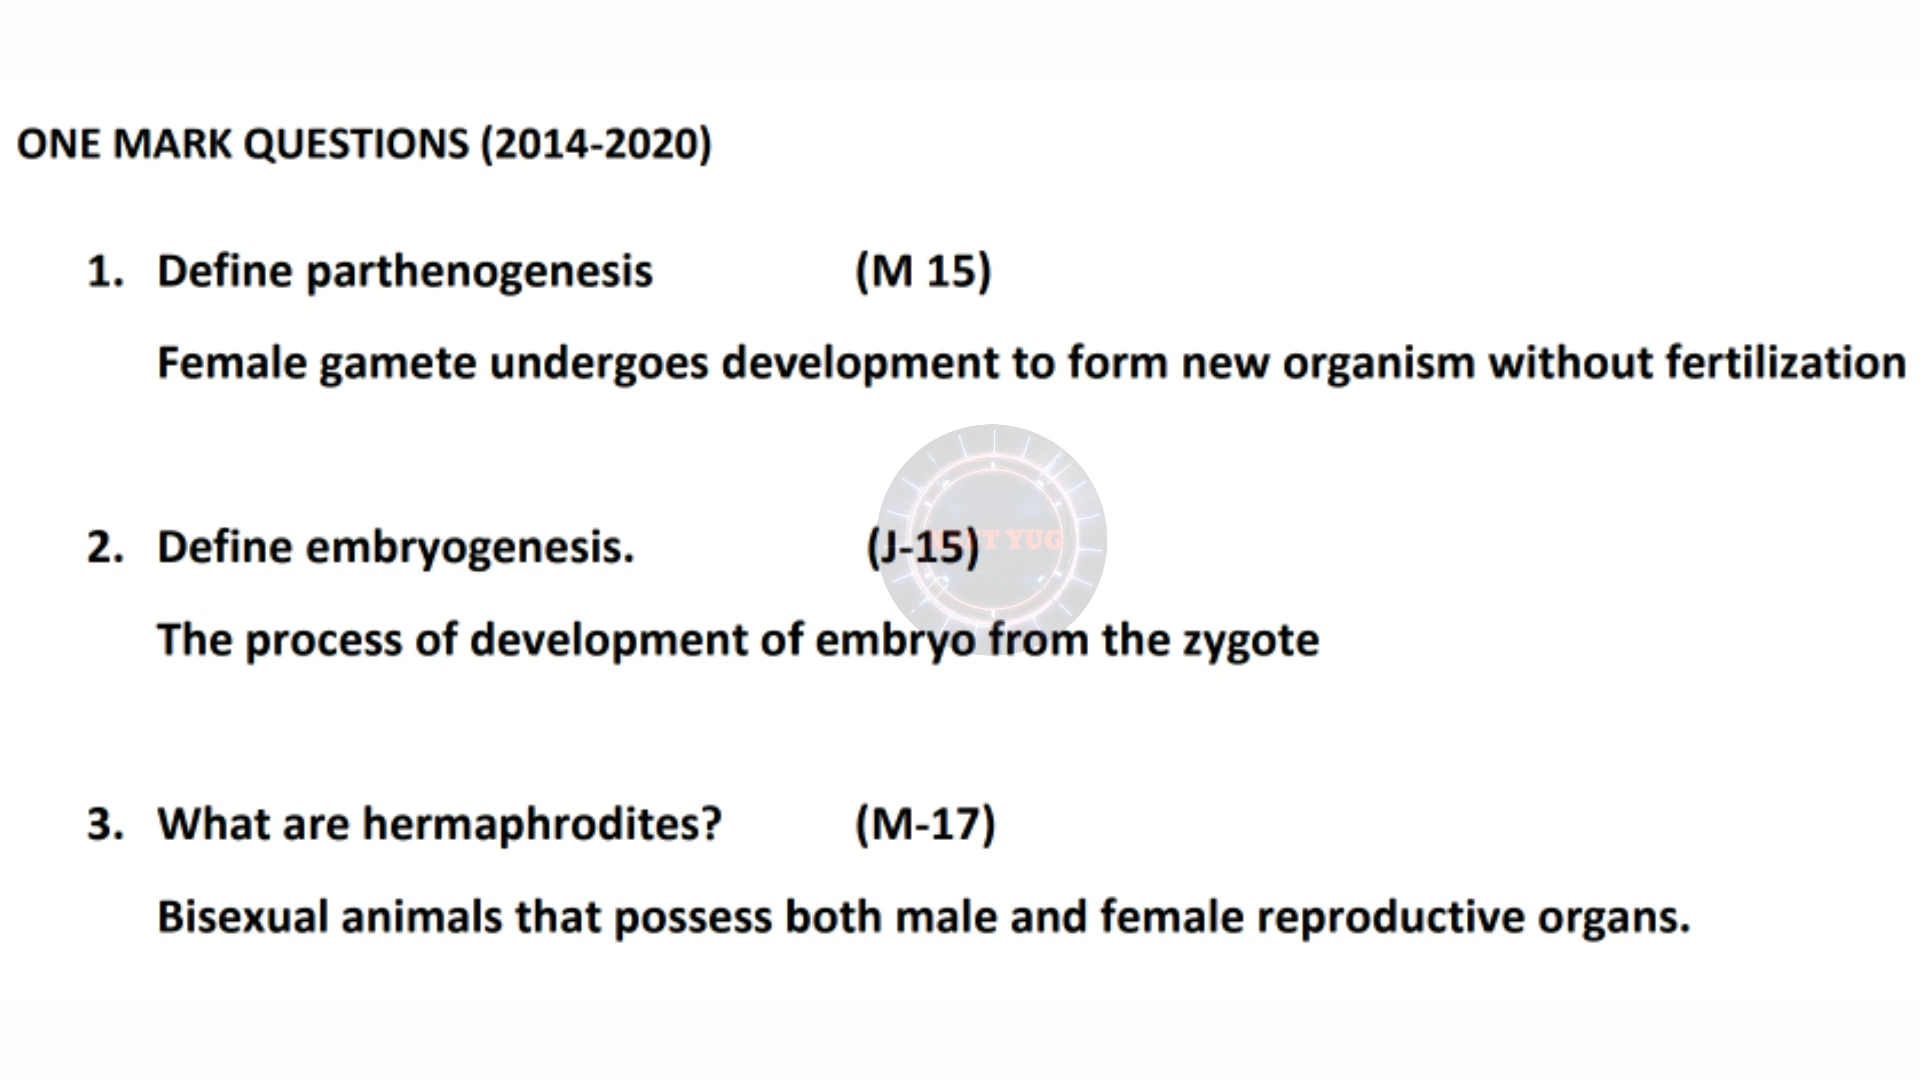 ONE MARK QUESTIONS (2014-2020)
1. Define parthenogenesis (M 15)
Female gamete undergoes development to form new organism without fertilization
2. Define embryogenesis. (J-15)
YUG
The process of development of embryo from the zygote
3. What are hermaphrodites? (M-17)
Bisexual animals that possess both male and female reproductive organs.